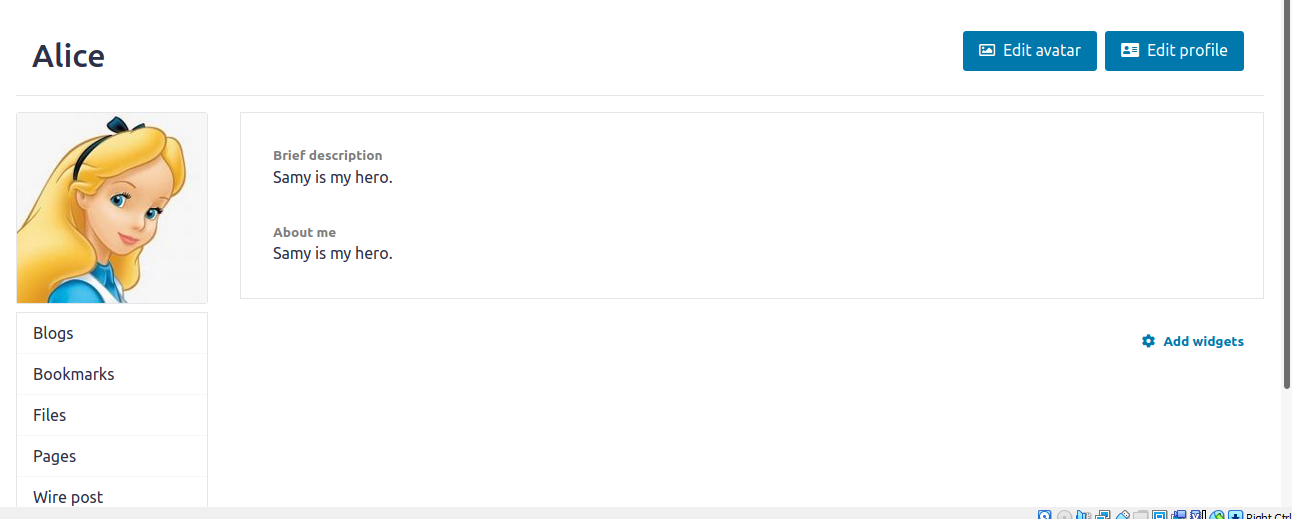 Alice
Edit avatar
Edit profile
Brief description
Samy is my hero.
About me
Samy is my hero.
Blogs
Bookmarks
Files
Pages
Wire post
Add widgets
Right Ctrl